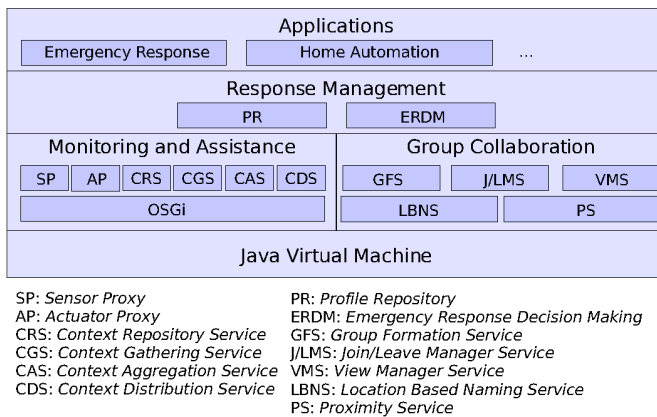 Applications
Emergency Response
Home Automation
...
Response Management
PR
ERDM
Monitoring and Assistance
SP AP CRS CGS CAS CDS
OSGi
Group Collaboration
GFS J/LMS VMS
LBNS PS
Java Virtual Machine
SP: Sensor Proxy
AP: Actuator Proxy
CRS: Context Repository Service
CGS: Context Gathering Service
CAS: Context Aggregation Service
CDS: Context Distribution Service
PR: Profile Repository
ERDM: Emergency Response Decision Making
GFS: Group Formation Service
J/LMS: Join/Leave Manager Service
VMS: View Manager Service
LBNS: Location Based Naming Service
PS: Proximity Service